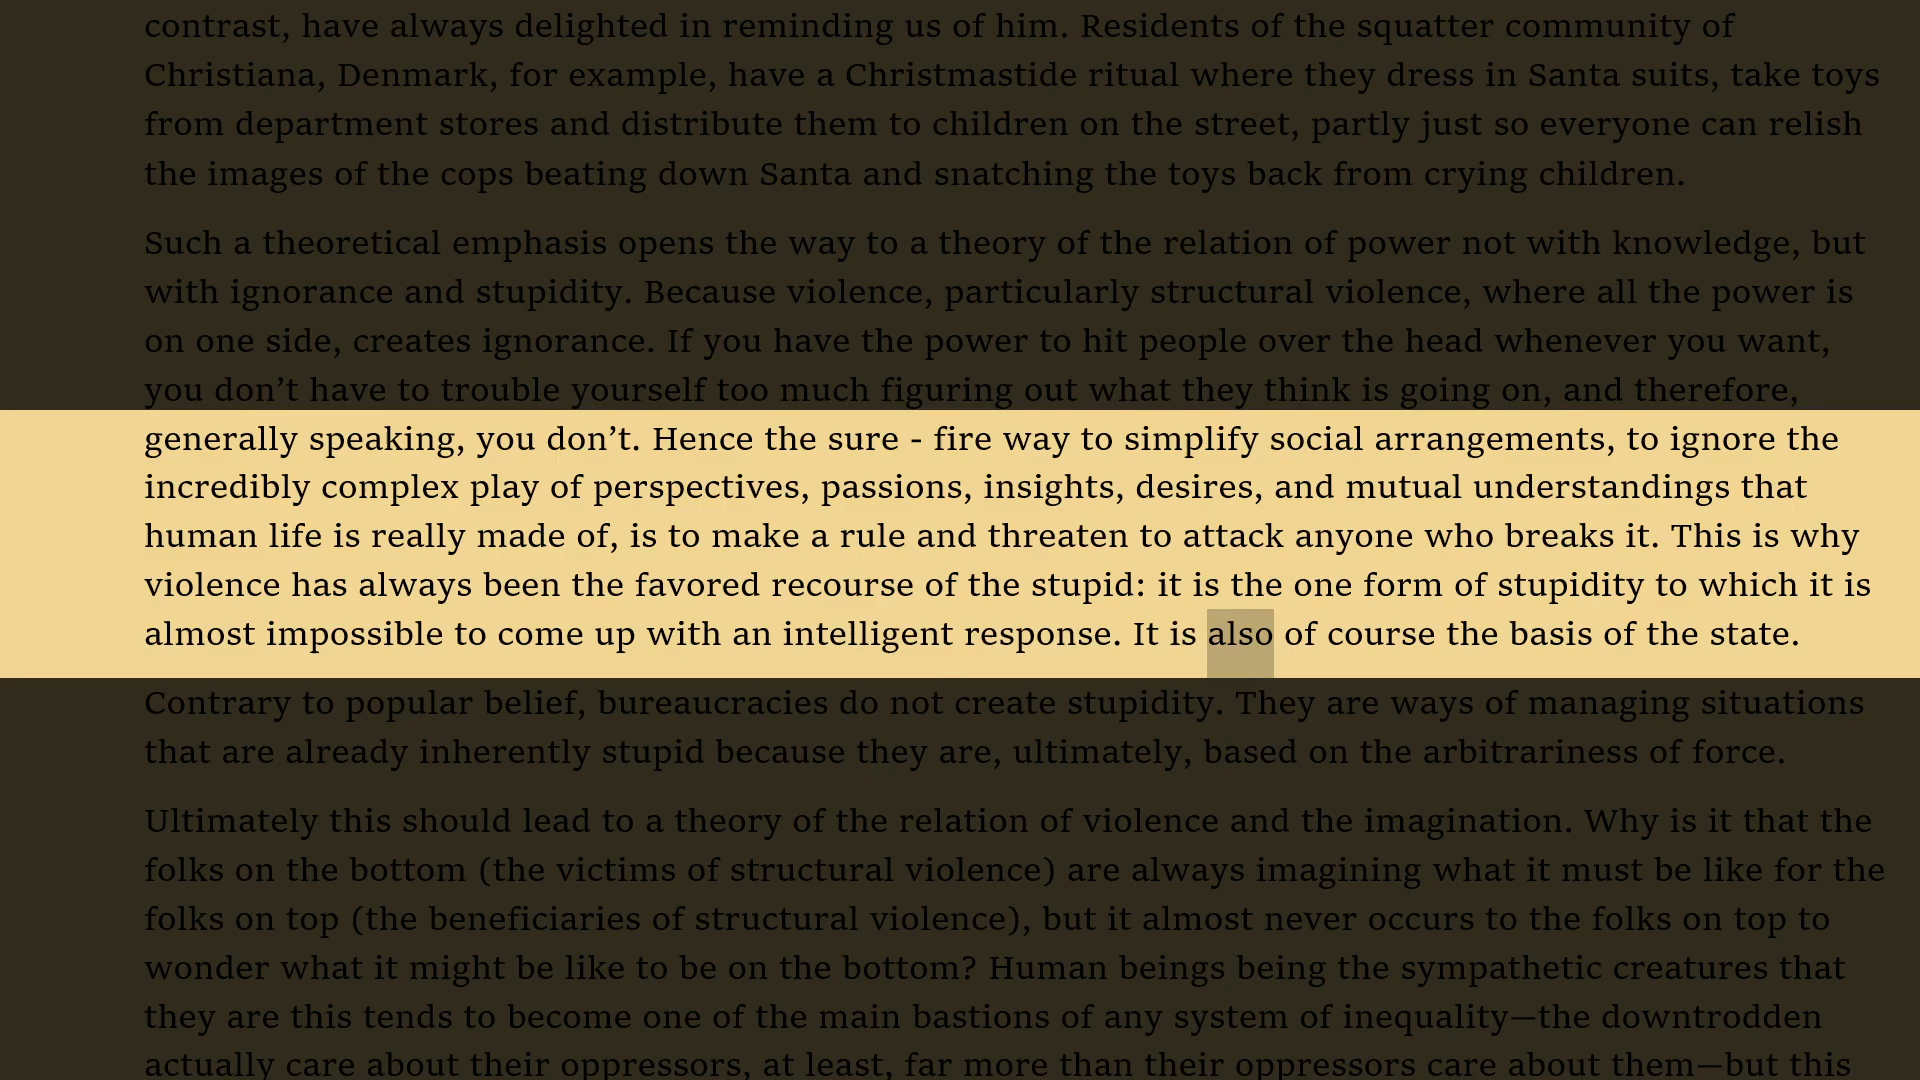 contrast, have always delighted in reminding us of him. Residents of the squatter community of
Christiana, Denmark, for example, have a Christmastide ritual where they dress in Santa suits, take toys
from department stores and distribute them to children on the street, partly just so everyone can relish
the images of the cops beating down Santa and snatching the toys back from crying children.
Such a theoretical emphasis opens the way to a theory of the relation of power not with knowledge, but
with ignorance and stupidity. Because violence, particularly structural violence, where all the power is
on one side, creates ignorance. If you have the power to hit people over the head whenever you want,
you don’t have to trouble yourself too much figuring out what they think is going on, and therefore,
generally speaking, you don’t. Hence the sure - fire way to simplify social arrangements, to ignore the
incredibly complex play of perspectives, passions, insights, desires, and mutual understandings that
human life is really made of, is to make a rule and threaten to attack anyone who breaks it. This is why
violence has always been the favored recourse of the stupid: it is the one form of stupidity to which it is
almost impossible to come up with an intelligent response. It is also of course the basis of the state.
Contrary to popular belief, bureaucracies do not create stupidity. They are ways of managing situations
that are already inherently stupid because they are, ultimately, based on the arbitrariness of force.
Ultimately this should lead to a theory of the relation of violence and the imagination. Why is it that the
folks on the bottom (the victims of structural violence) are always imagining what it must be like for the
folks on top (the beneficiaries of structural violence), but it almost never occurs to the folks on top to
wonder what it might be like to be on the bottom? Human beings being the sympathetic creatures that
they are this tends to become one of the main bastions of any system of inequality—the downtrodden
actually care about their oppressors, at least, far more than their oppressors care about them—but this